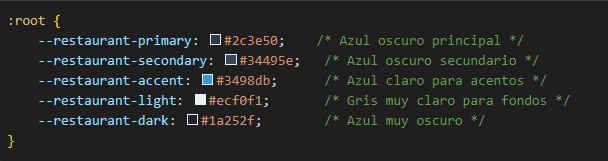 :root {
    --restaurant-primary: #2c3e50;    /* Azul oscuro principal */
    --restaurant-secondary: #34495e;   /* Azul oscuro secundario */
    --restaurant-accent: #3498db;      /* Azul claro para acentos */
    --restaurant-light: #ecf0f1;       /* Gris muy claro para fondos */
    --restaurant-dark: #1a252f;        /* Azul muy oscuro */
}